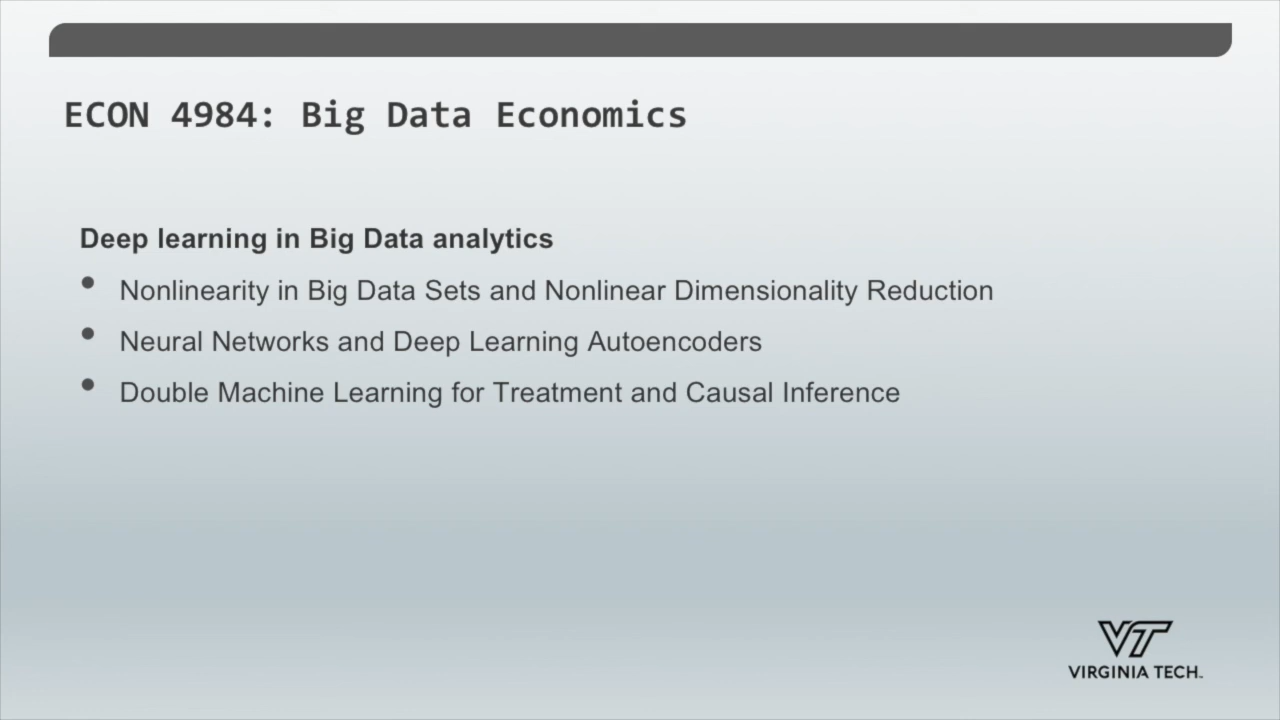 ECON 4984: Big Data Economics
Deep learning in Big Data analytics
• Nonlinearity in Big Data Sets and Nonlinear Dimensionality Reduction
• Neural Networks and Deep Learning Autoencoders
• Double Machine Learning for Treatment and Causal Inference
VT
VIRGINIA TECH™